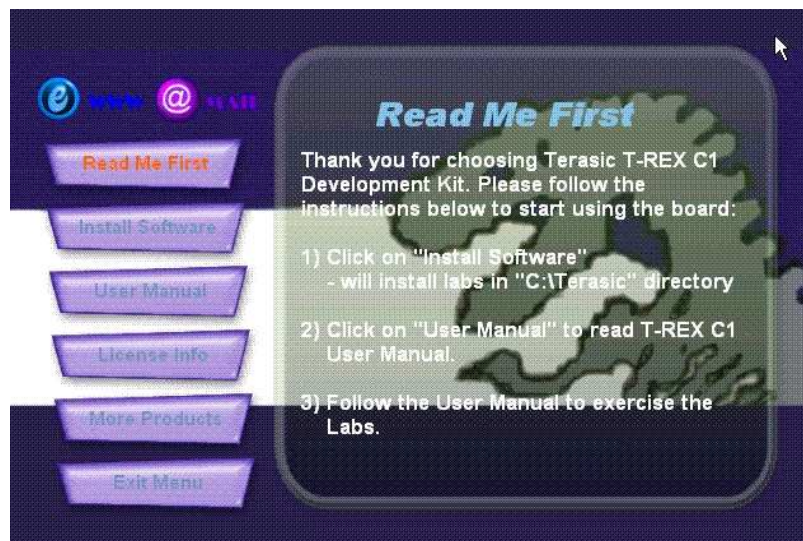 e www @
Read Me First
Install Software
User Manual
License Info
More Products
Exit Menu
Read Me First
Thank you for choosing Terasic T-REX C1
Development Kit. Please follow the
instructions below to start using the board:
1) Click on "Install Software"
- will install labs in "C:\Terasic" directory
2) Click on "User Manual" to read T-REX C1
User Manual.
3) Follow the User Manual to exercise the
Labs.